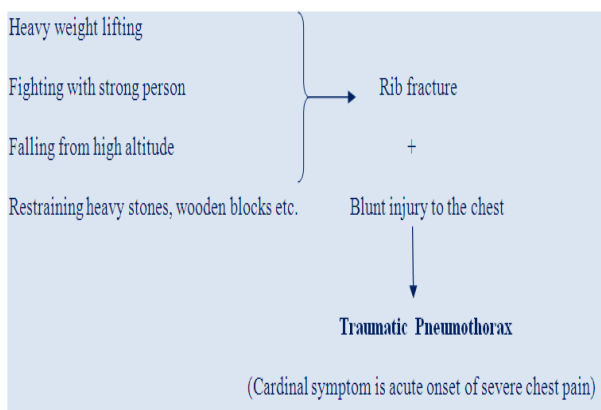 Heavy weight lifting
Fighting with strong person
Rib fracture
Falling from high altitude
+
Restraining heavy stones, wooden blocks etc.
Blunt injury to the chest
Traumatic Pneumothorax
(Cardinal symptom is acute onset of severe chest pain)